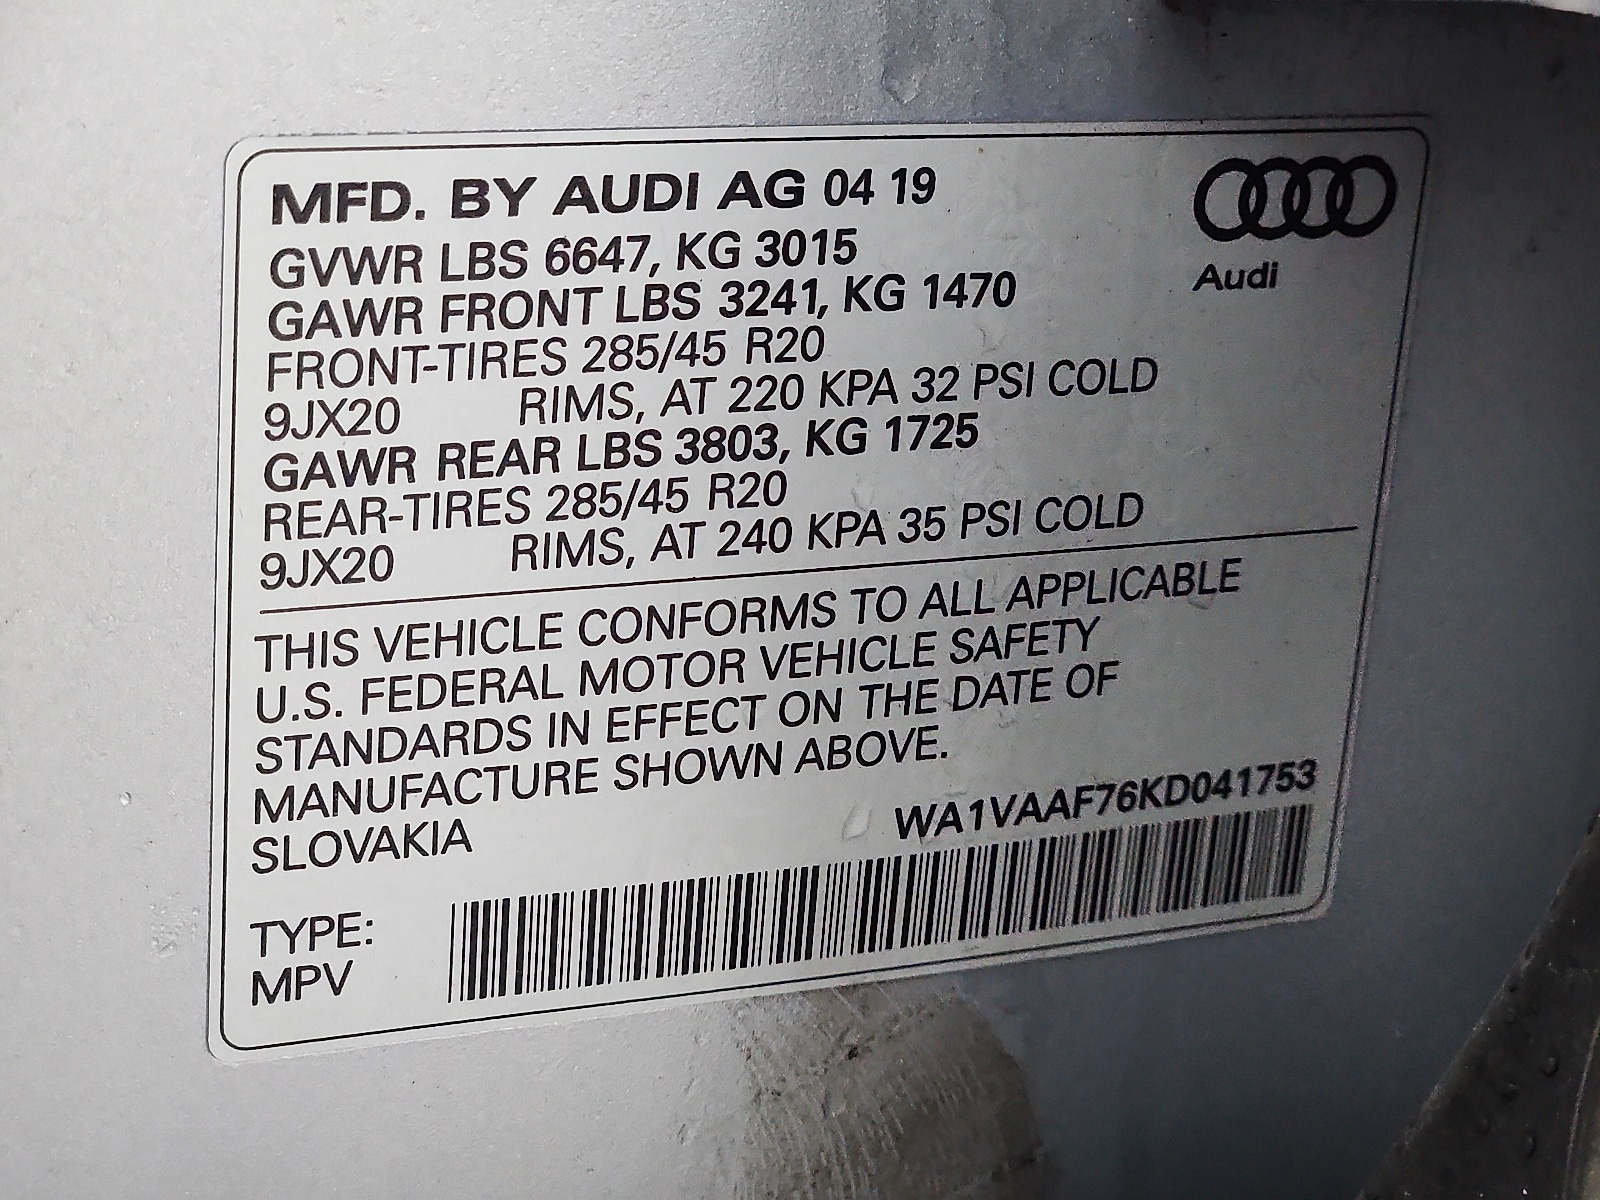 MFD. BY AUDI AG 04 19
GVWR LBS 6647, KG 3015
GAWR FRONT LBS 3241, KG 1470
FRONT-TIRES 285/45 R20
9JX20 RIMS, AT 220 KPA 32 PSI COLD
GAWR REAR LBS 3803, KG 1725
REAR-TIRES 285/45 R20
9JX20 RIMS, AT 240 KPA 35 PSI COLD
Audi
THIS VEHICLE CONFORMS TO ALL APPLICABLE
U.S. FEDERAL MOTOR VEHICLE SAFETY
STANDARDS IN EFFECT ON THE DATE OF
MANUFACTURE SHOWN ABOVE.
SLOVAKIA
WA1VAAF76KD041753
TYPE:
MPV